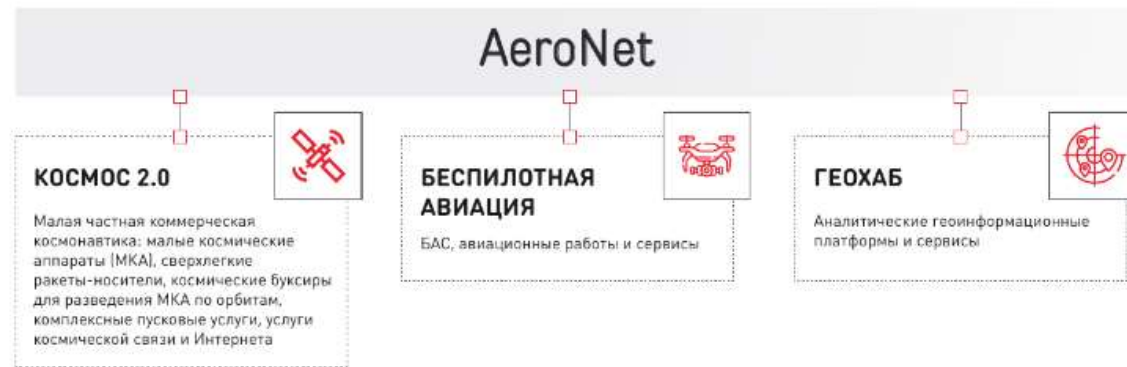 AeroNet
КОСМОС 2.0
Малая частная коммерческая
космонавтика: малые космические
аппараты (МКА), сверхлегкие
ракеты-носители, космические буксиры
для разведения МКА по орбитам,
комплексные пусковые услуги, услуги
космической связи и Интернета
БЕСПИЛОТНАЯ
АВИАЦИЯ
БАС, авиационные работы и сервисы
ГЕОХАБ
Аналитические геоинформационные
платформы и сервисы